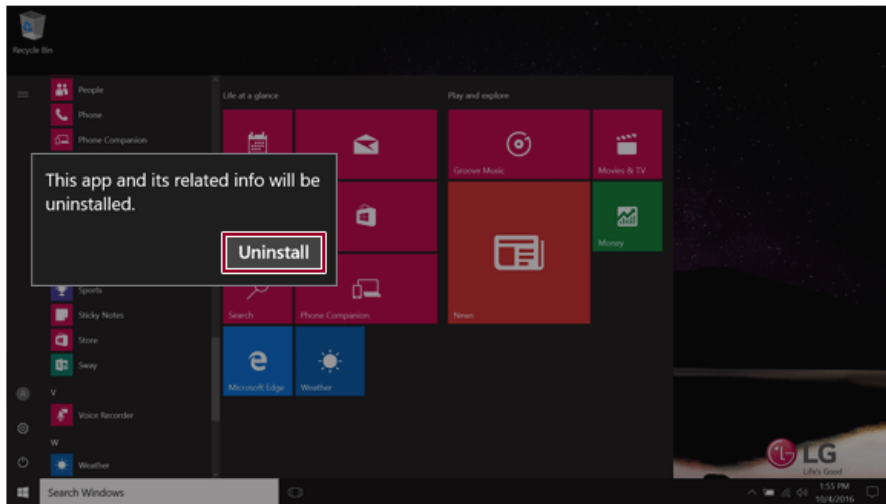 Recycle Bin
People
Phone
Phone Companion
Life at a glance
Play and explore
Groove Music
Movies & TV
This app and its related info will be
uninstalled.
Uninstall
Money
Sports
Sticky Notes
Store
Sway
Search
Phone Companion
News
Microsoft Edge
Weather
V
Voice Recorder
W
Weather
LG
Life's Good
Search Windows
1:55 PM
10/4/2016